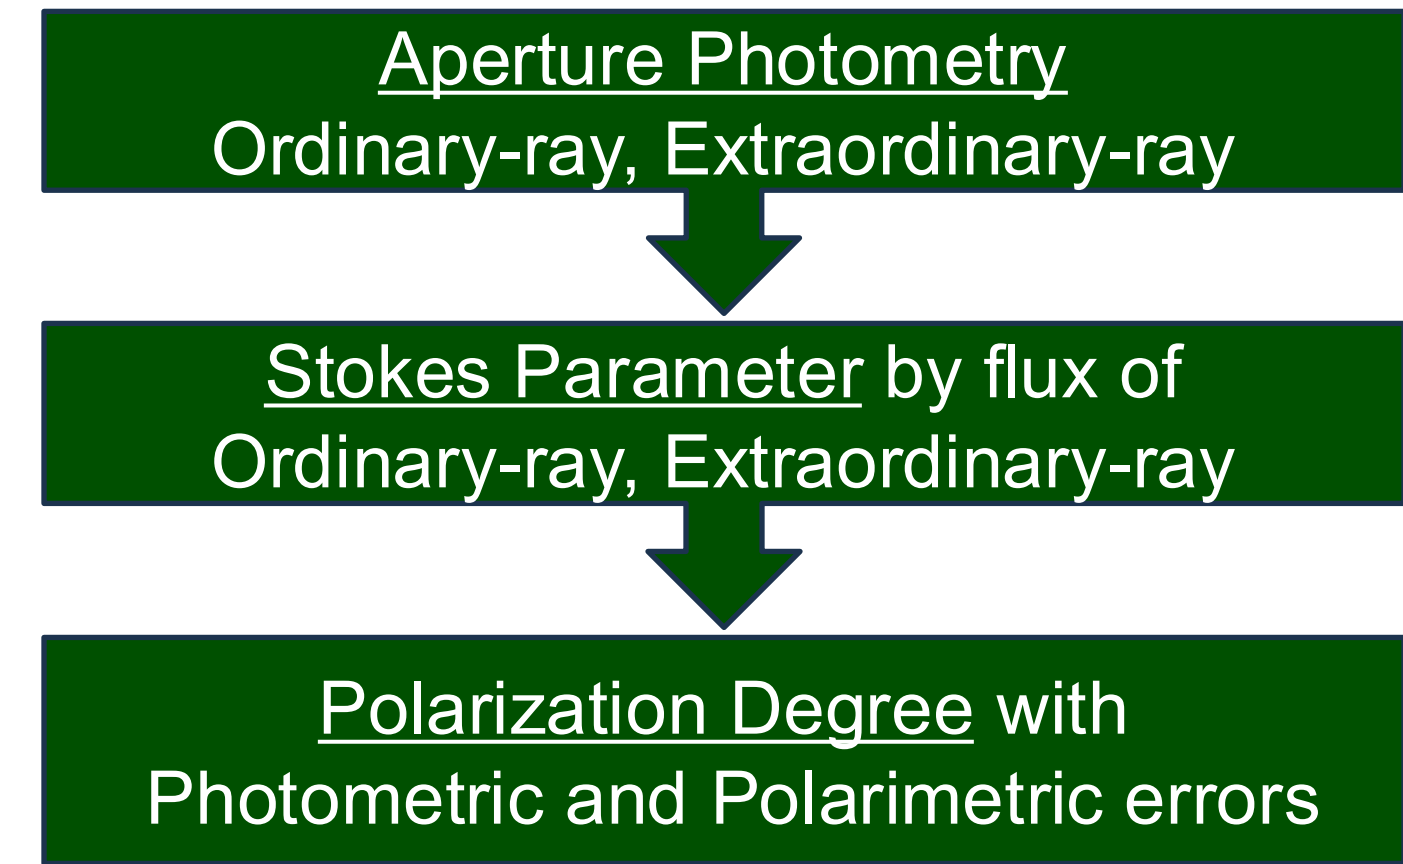 Aperture Photometry
Ordinary-ray, Extraordinary-ray
Stokes Parameter by flux of
Ordinary-ray, Extraordinary-ray
Polarization Degree with
Photometric and Polarimetric errors